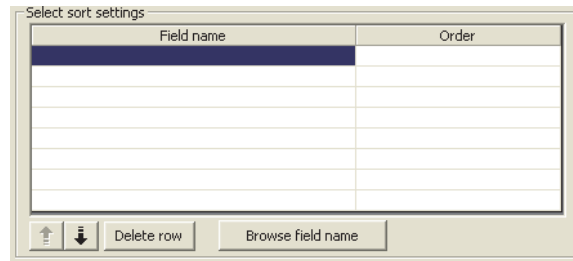 Select sort settings
Field name Order
Delete row Browse field name